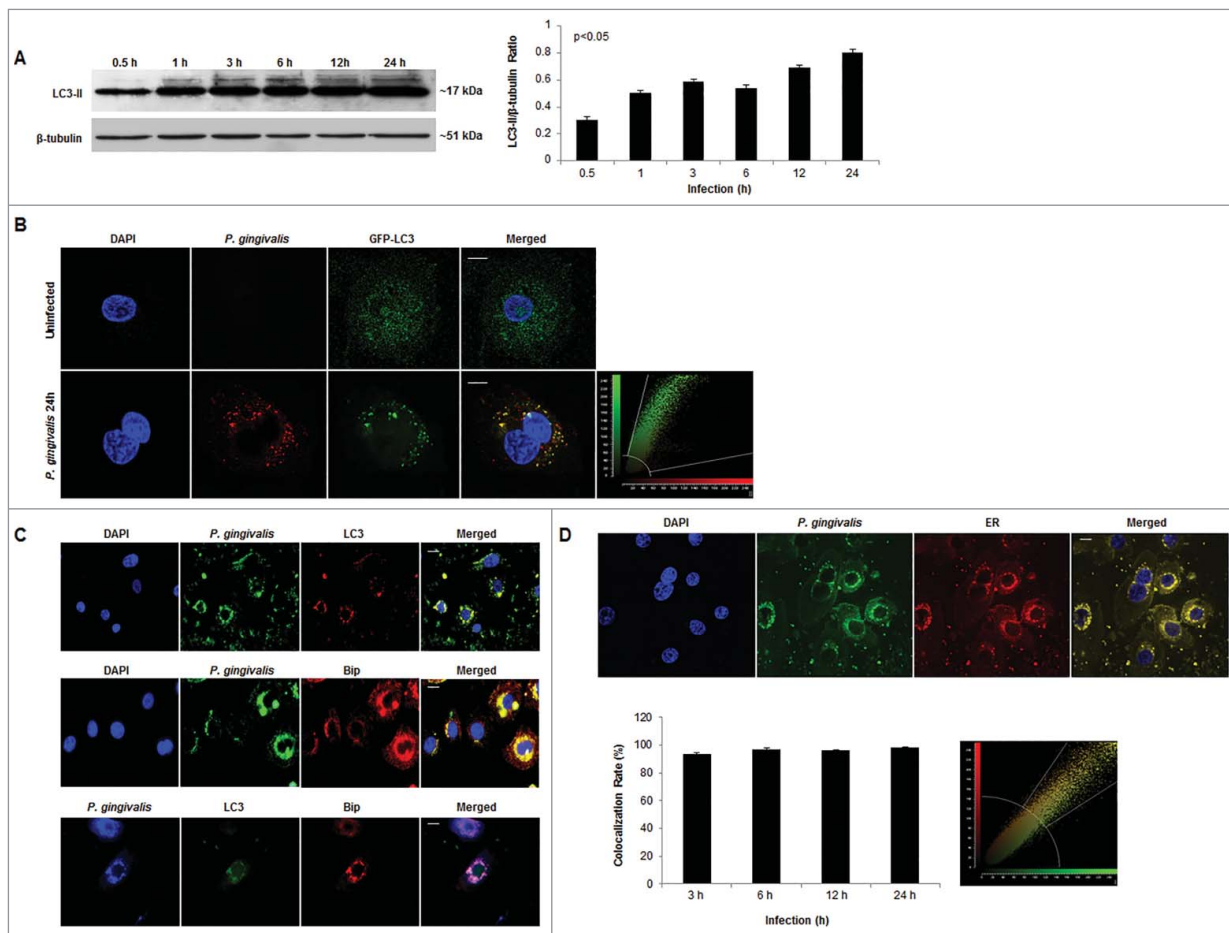 A
0.5 h 1 h 3 h 6 h 12h 24 h
LC3-II
~17 kDa
β-tubulin
~51 kDa
p<0.05
LC3-II/β-tubulin Ratio
1
0.8
0.6
0.4
0.2
0
0.5 1 3 6 12 24
Infection (h)
B
DAPI P. gingivalis GFP-LC3 Merged
Uninfected
P. gingivalis 24h
C
DAPI P. gingivalis LC3 Merged
DAPI P. gingivalis Bip Merged
P. gingivalis LC3 Bip Merged
D
DAPI P. gingivalis ER Merged
Colocalization Rate (%)
120
100
80
60
40
20
0
3 h 6 h 12 h 24 h
Infection (h)